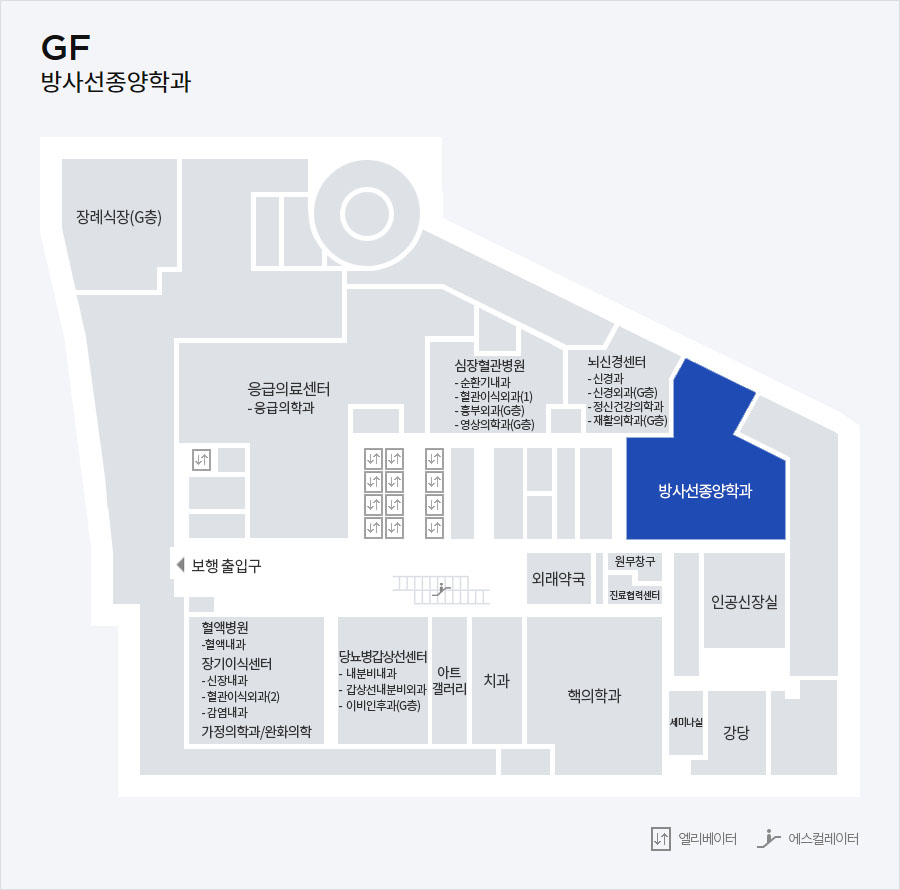 GF
방사선종양학과
장례식장(G층)
심장혈관병원
- 순환기내과
- 혈관이식외과(1)
- 흉부외과(G층)
- 영상의학과(G층)
뇌신경센터
- 신경과
- 신경외과(G층)
- 정신건강의학과
- 재활의학과(G층)
응급의료센터
- 응급의학과
방사선종양학과
보행 출입구
외래약국
원무창구
진료협력센터
인공신장실
혈액병원
-혈액내과
장기이식센터
- 신장내과
- 혈관이식외과(2)
- 감염내과
가정의학과/완화의학
당뇨병갑상선센터
- 내분비내과
- 갑상선내분비외과
- 이비인후과(G층)
아트
갤러리
치과
핵의학과
세미나실
강당
엘리베이터
에스컬레이터